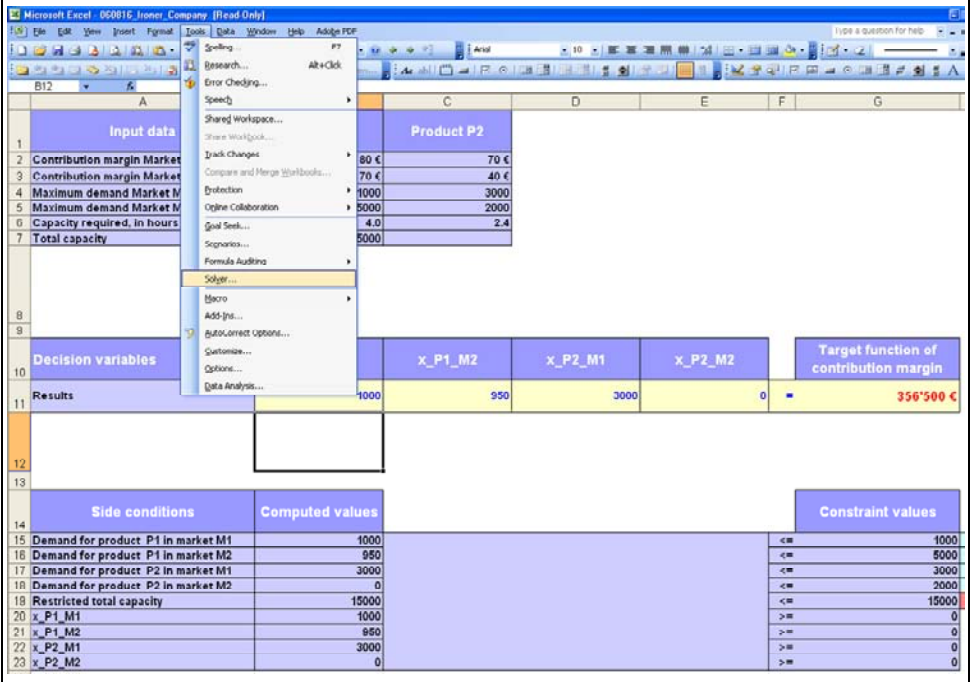 Microsoft Excel - 060816_Ironer_Company [Read-Only]
File Edit View Insert Format Tools Data Window Help Adobe PDF Type a question for help
Arial 10
B12 fx
A C D E F G
Spelling... F7
Research... Alt+Click
Error Checking...
Speech
Shared Workspace...
Share Workbook...
Track Changes
Compare and Merge Workbooks...
Protection
Online Collaboration
Goal Seek...
Scenarios...
Formula Auditing
Solver...
Macro
Add-Ins...
AutoCorrect Options...
Customize...
Options...
Data Analysis...
1 Input data Product P2
2 Contribution margin Market 80 € 70 €
3 Contribution margin Market 70 € 40 €
4 Maximum demand Market M 1000 3000
5 Maximum demand Market M 5000 2000
6 Capacity required, in hours 4.0 2.4
7 Total capacity 5000
8
9
10 Decision variables x_P1_M2 x_P2_M1 x_P2_M2 Target function of contribution margin
11 Results 1000 950 3000 0 = 356'500 €
12
13
14 Side conditions Computed values Constraint values
15 Demand for product P1 in market M1 1000 <= 1000
16 Demand for product P1 in market M2 950 <= 5000
17 Demand for product P2 in market M1 3000 <= 3000
18 Demand for product P2 in market M2 0 <= 2000
19 Restricted total capacity 15000 <= 15000
20 x_P1_M1 1000 >= 0
21 x_P1_M2 950 >= 0
22 x_P2_M1 3000 >= 0
23 x_P2_M2 0 >= 0